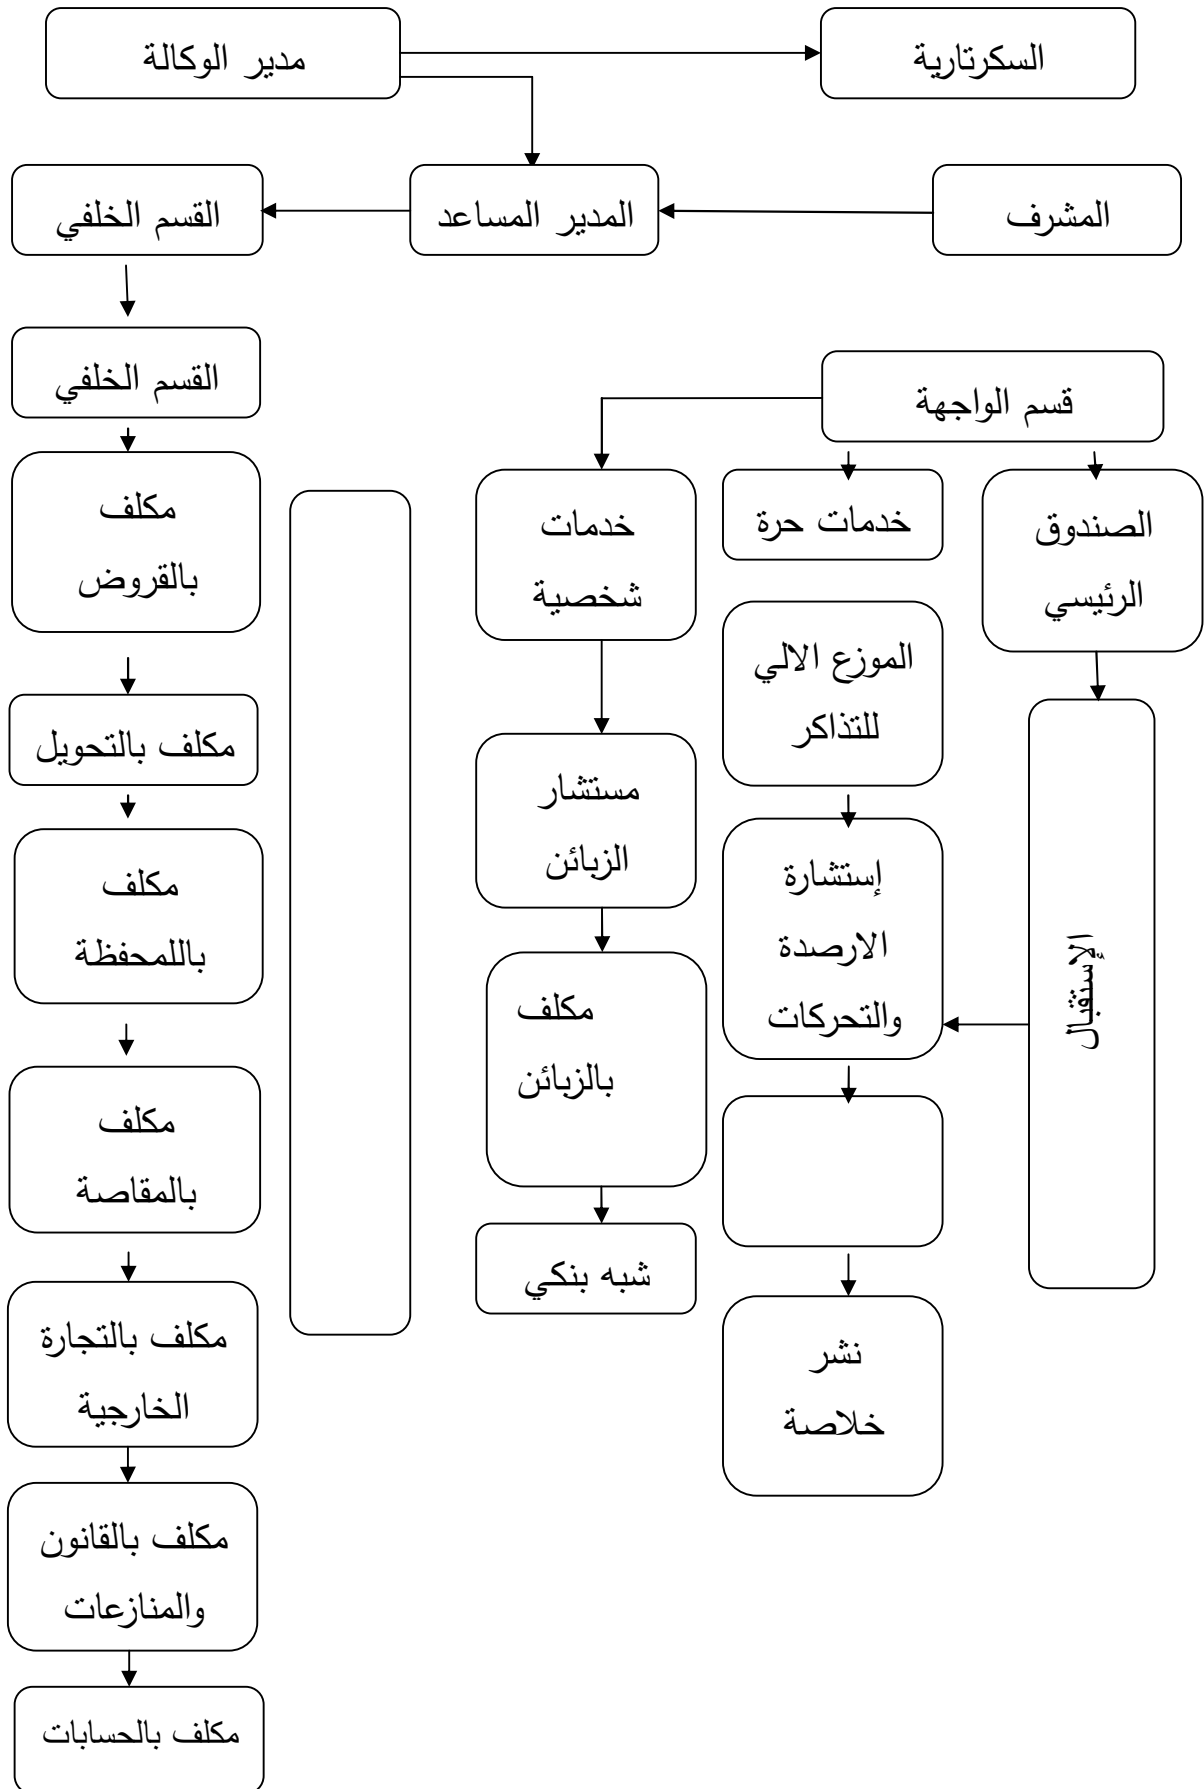 مدير الوكالة
السكرتارية
المشرف
المدير المساعد
القسم الخلفي
القسم الخلفي
قسم الواجهة
الصندوق
الرئيسي
خدمات حرة
خدمات
شخصية
مكلف
بالقروض
الموزع الالي
للتذاكر
مكلف بالتحويل
مستشار
الزبائن
إستشارة
الارصدة
والتحركات
الإستقبال
مكلف
باللمحفظة
مكلف
بالزبائن
مكلف
بالمقاصة
شبه بنكي
نشر
خلاصة
مكلف بالتجارة
الخارجية
مكلف بالقانون
والمنازعات
مكلف بالحسابات